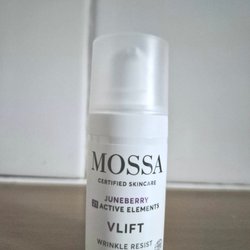 MOSSA
CERTIFIED SKINCARE
JUNEBERRY
ACTIVE ELEMENTS
VLIFT
WRINKLE RESIST